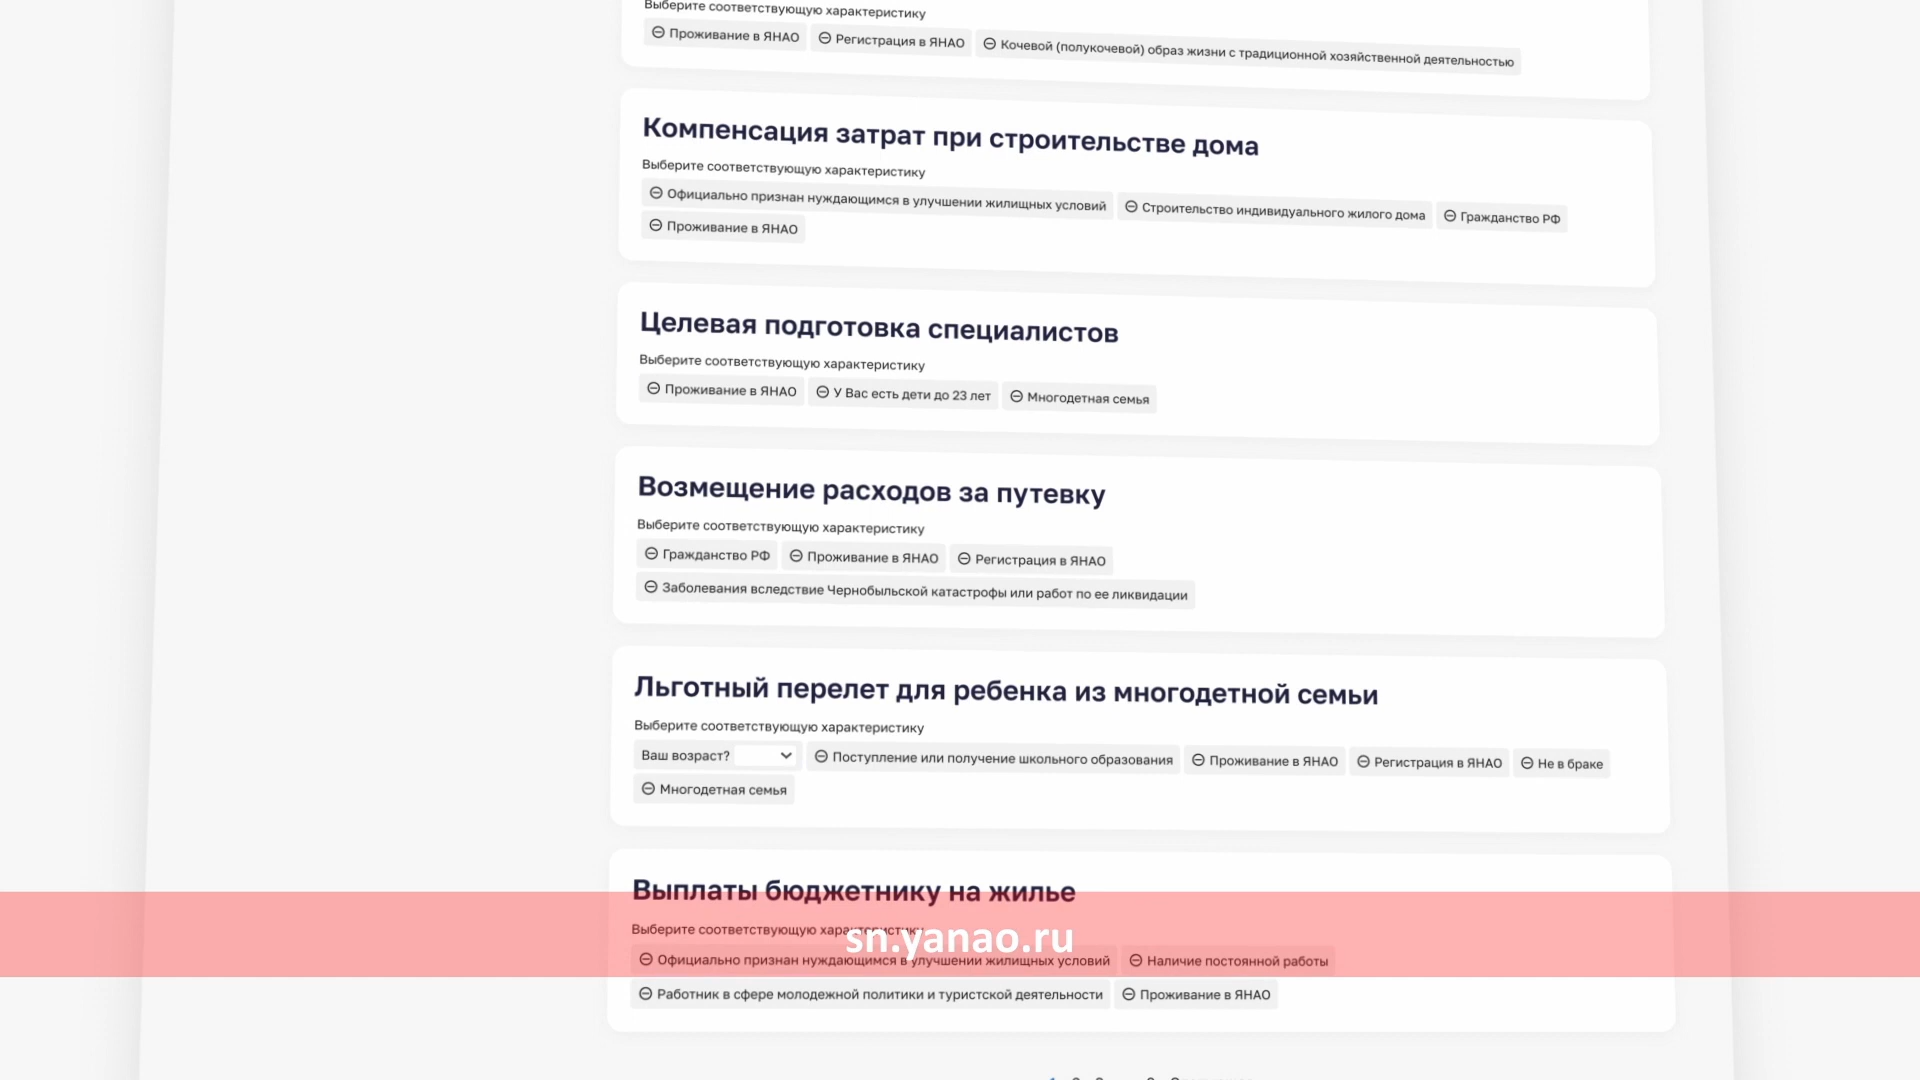 Выберите соответствующую характеристику
Проживание в ЯНАО Регистрация в ЯНАО Кочевой (полукочевой) образ жизни с традиционной хозяйственной деятельностью
Компенсация затрат при строительстве дома
Выберите соответствующую характеристику
Официально признан нуждающимся в улучшении жилищных условий Строительство индивидуального жилого дома Гражданство РФ
Проживание в ЯНАО
Целевая подготовка специалистов
Выберите соответствующую характеристику
Проживание в ЯНАО У Вас есть дети до 23 лет Многодетная семья
Возмещение расходов за путевку
Выберите соответствующую характеристику
Гражданство РФ Проживание в ЯНАО Регистрация в ЯНАО
Заболевания вследствие Чернобыльской катастрофы или работ по ее ликвидации
Льготный перелет для ребенка из многодетной семьи
Выберите соответствующую характеристику
Ваш возраст? Поступление или получение школьного образования Проживание в ЯНАО Регистрация в ЯНАО Не в браке
Многодетная семья
Выплаты бюджетнику на жилье
Выберите соответствующую характеристику
sn.yanao.ru
Официально признан нуждающимся в улучшении жилищных условий Наличие постоянной работы
Работник в сфере молодежной политики и туристской деятельности Проживание в ЯНАО